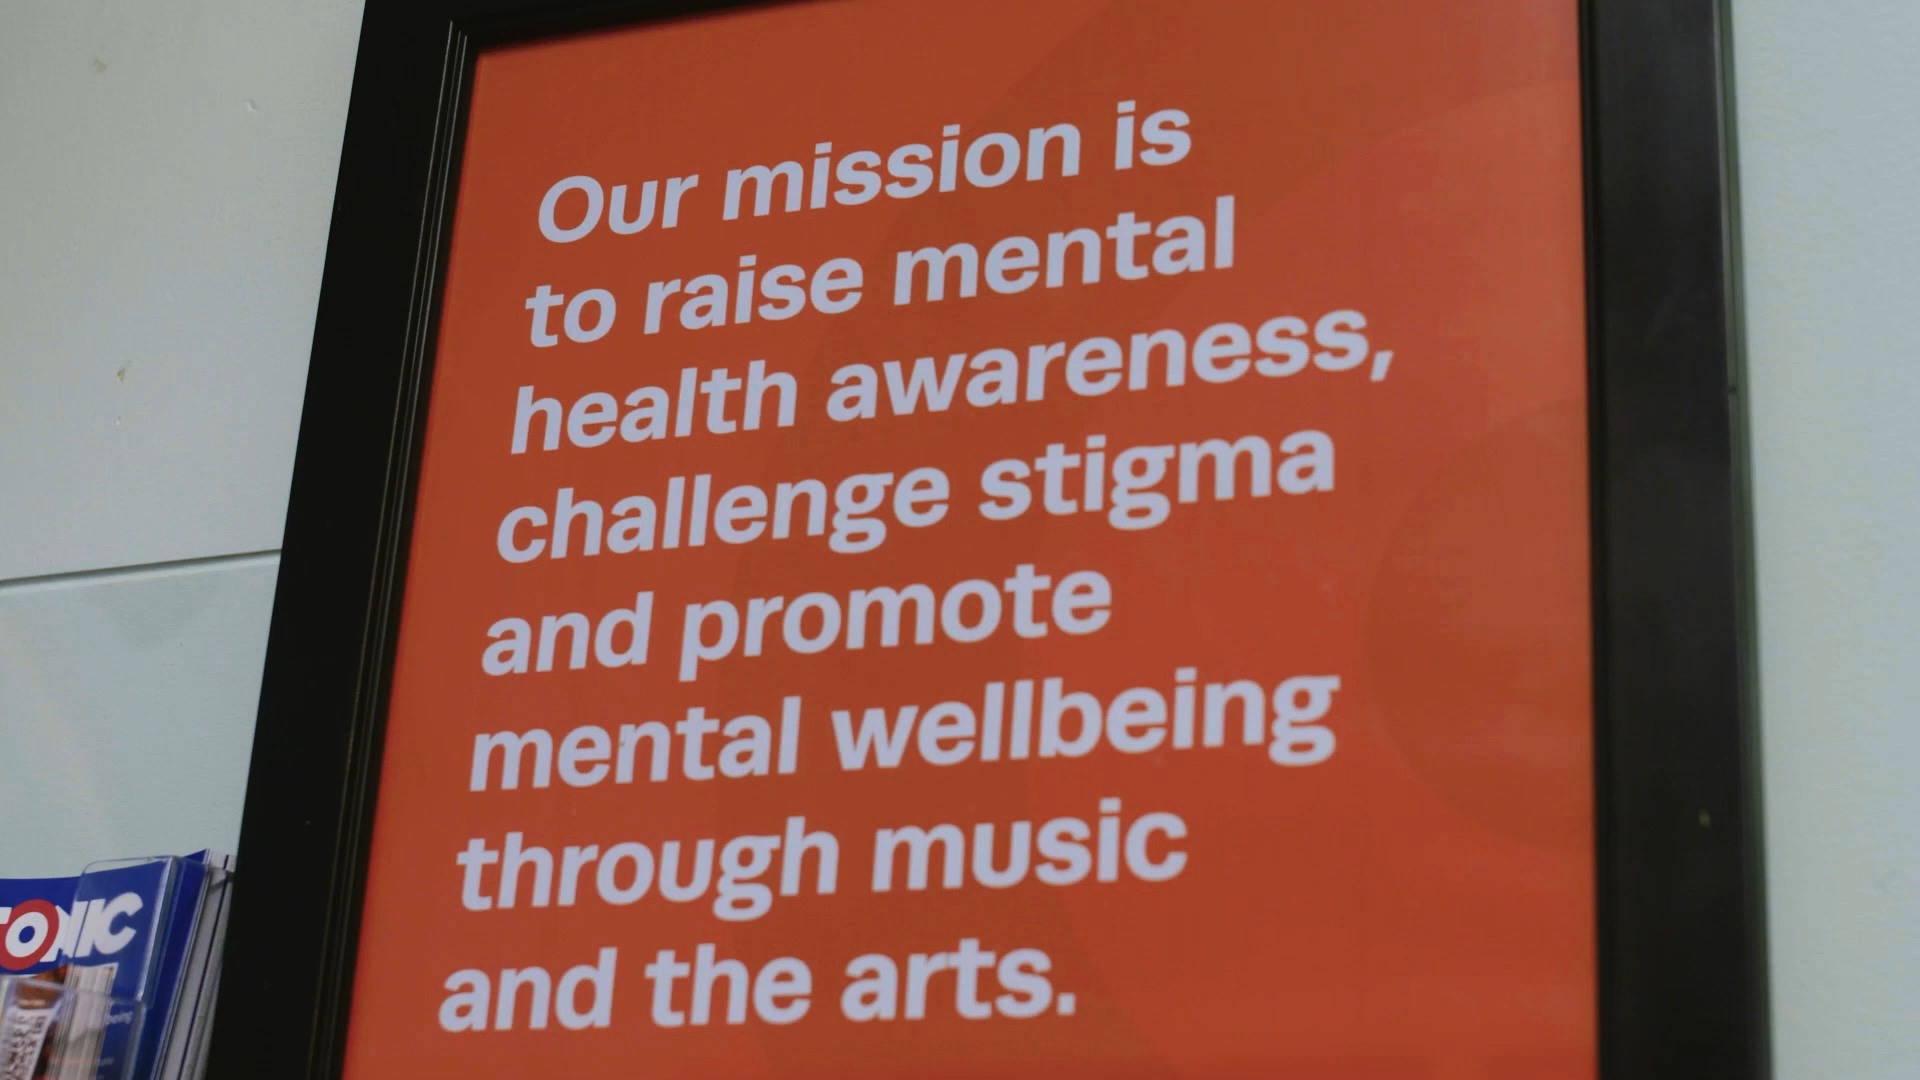 Our mission is
to raise mental
health awareness,
challenge stigma
and promote
mental wellbeing
through music
and the arts.
TONIC